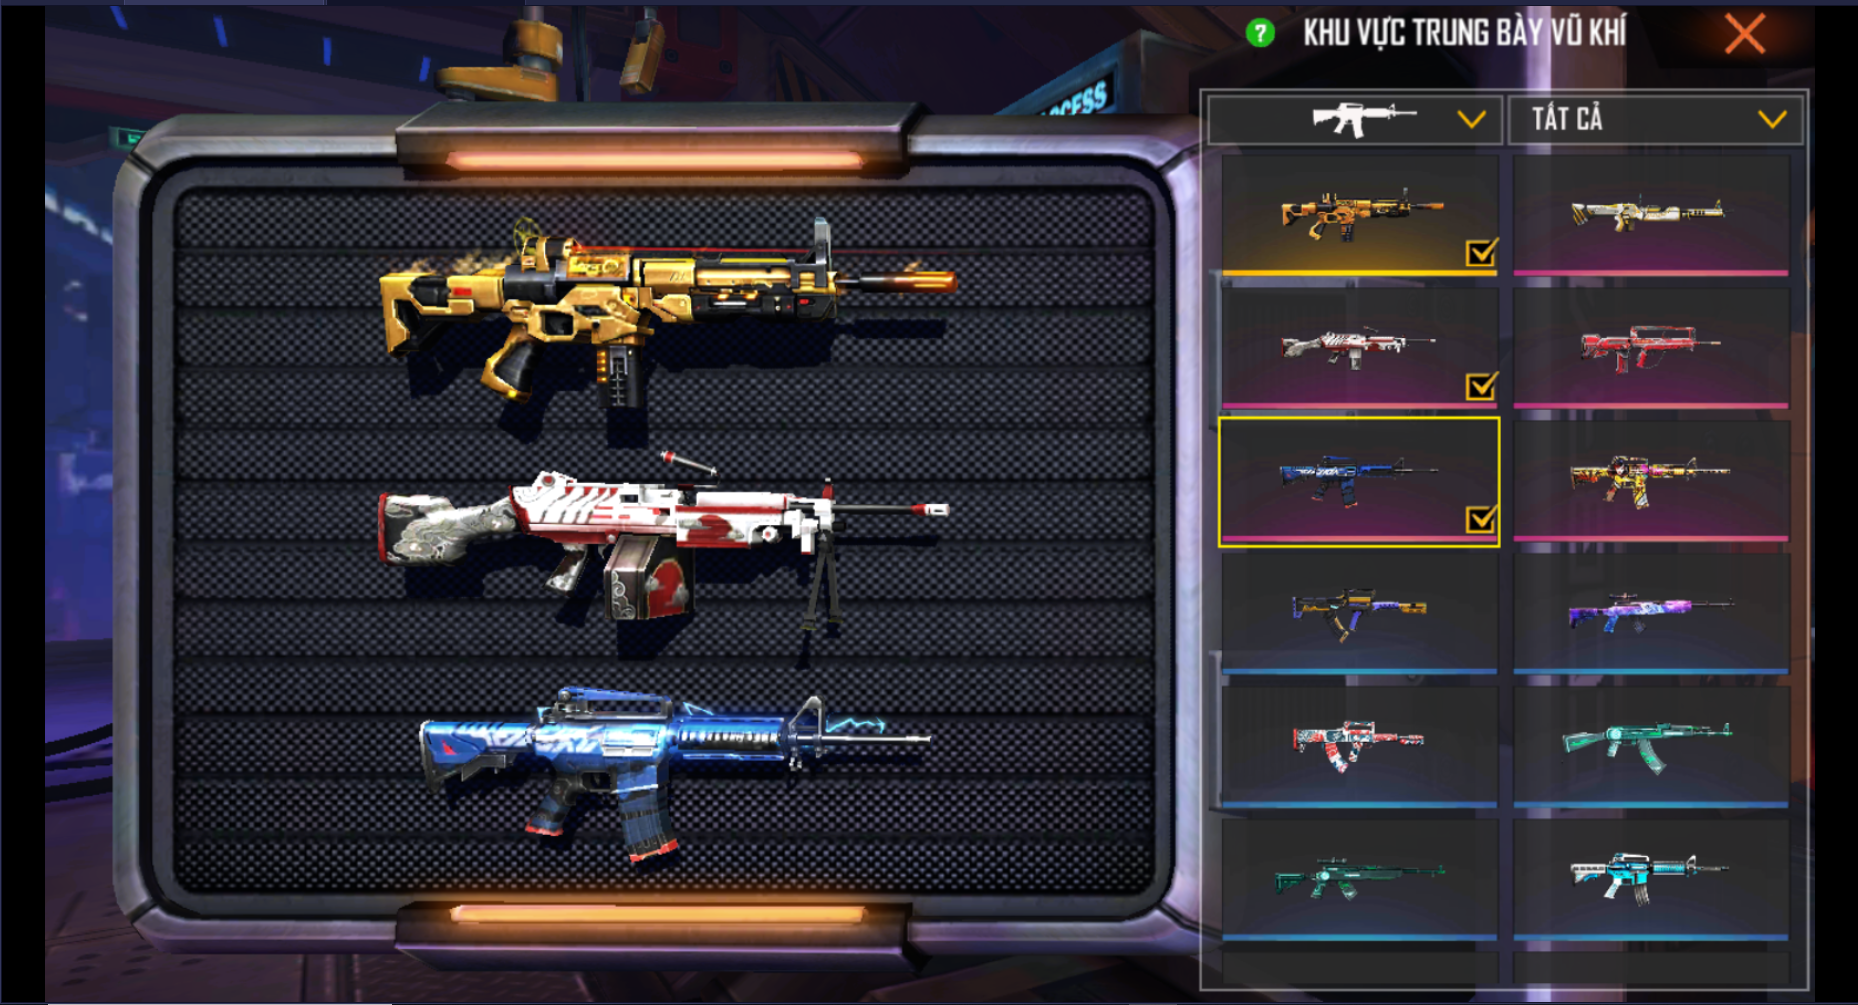 ?
KHU VỰC TRUNG BÀY VŨ KHÍ
TẤT CẢ